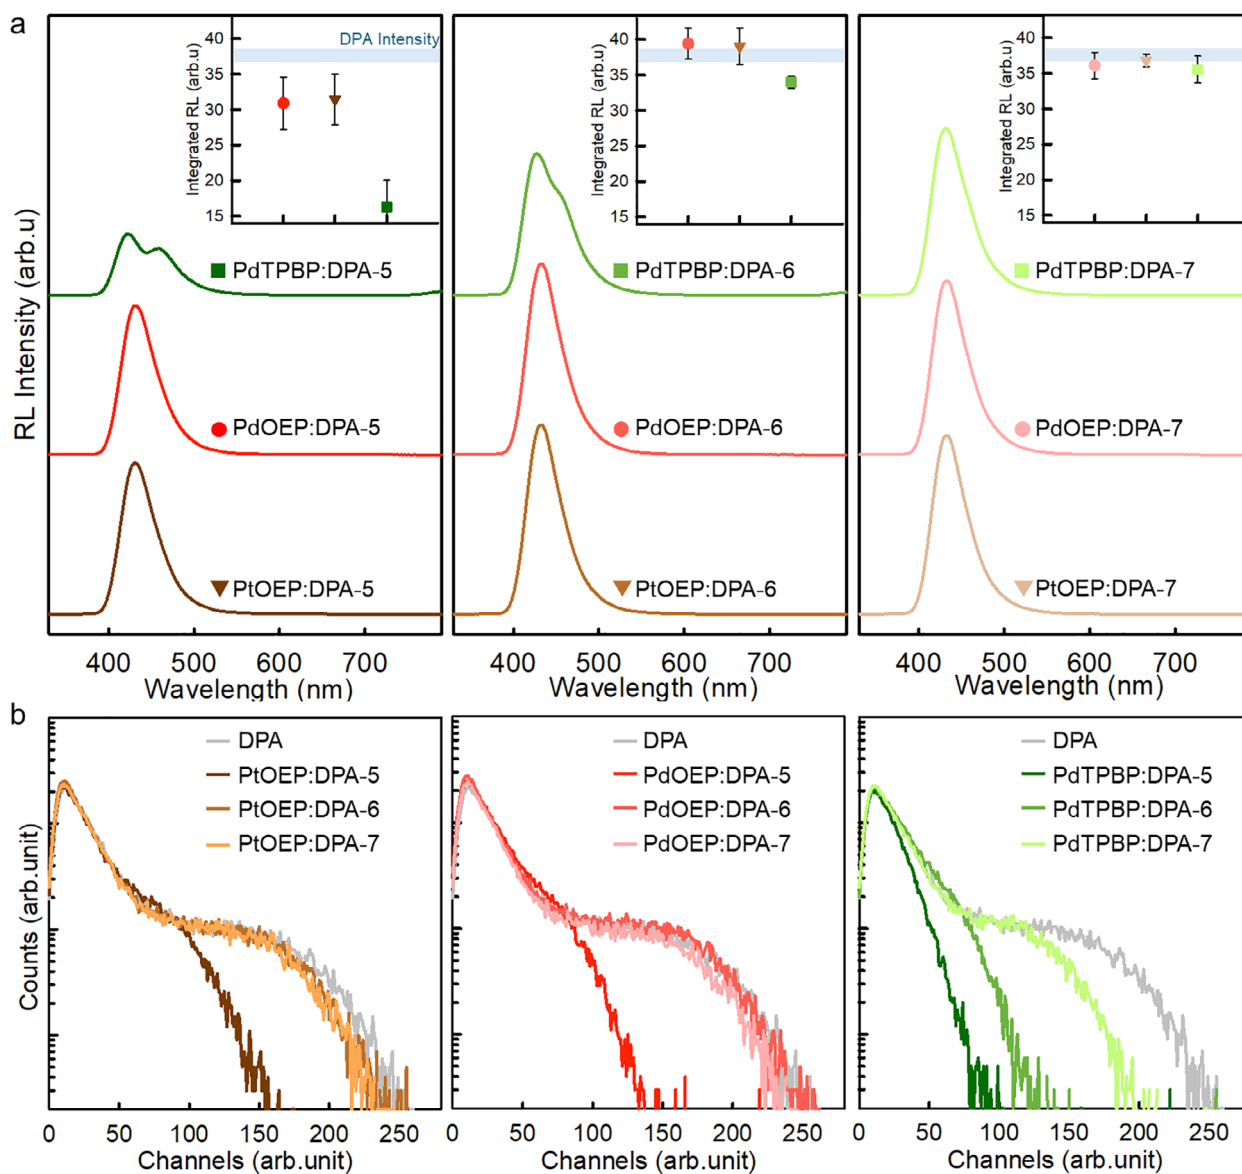 a
RL Intensity (arb.u)
Integrated RL (arb.u)
40
35
30
25
20
15
DPA Intensity
PdTPBP:DPA-5
PdOEP:DPA-5
PtOEP:DPA-5
400 500 600 700
Wavelength (nm)
Integrated RL (arb.u)
40
35
30
25
20
15
PdTPBP:DPA-6
PdOEP:DPA-6
PtOEP:DPA-6
400 500 600 700
Wavelength (nm)
Integrated RL (arb.u)
40
35
30
25
20
15
PdTPBP:DPA-7
PdOEP:DPA-7
PtOEP:DPA-7
400 500 600 700
Wavelength (nm)
b
Counts (arb.unit)
DPA
PtOEP:DPA-5
PtOEP:DPA-6
PtOEP:DPA-7
0 50 100 150 200 250
Channels (arb.unit)
DPA
PdOEP:DPA-5
PdOEP:DPA-6
PdOEP:DPA-7
0 50 100 150 200 250
Channels (arb.unit)
DPA
PdTPBP:DPA-5
PdTPBP:DPA-6
PdTPBP:DPA-7
0 50 100 150 200 250
Channels (arb.unit)